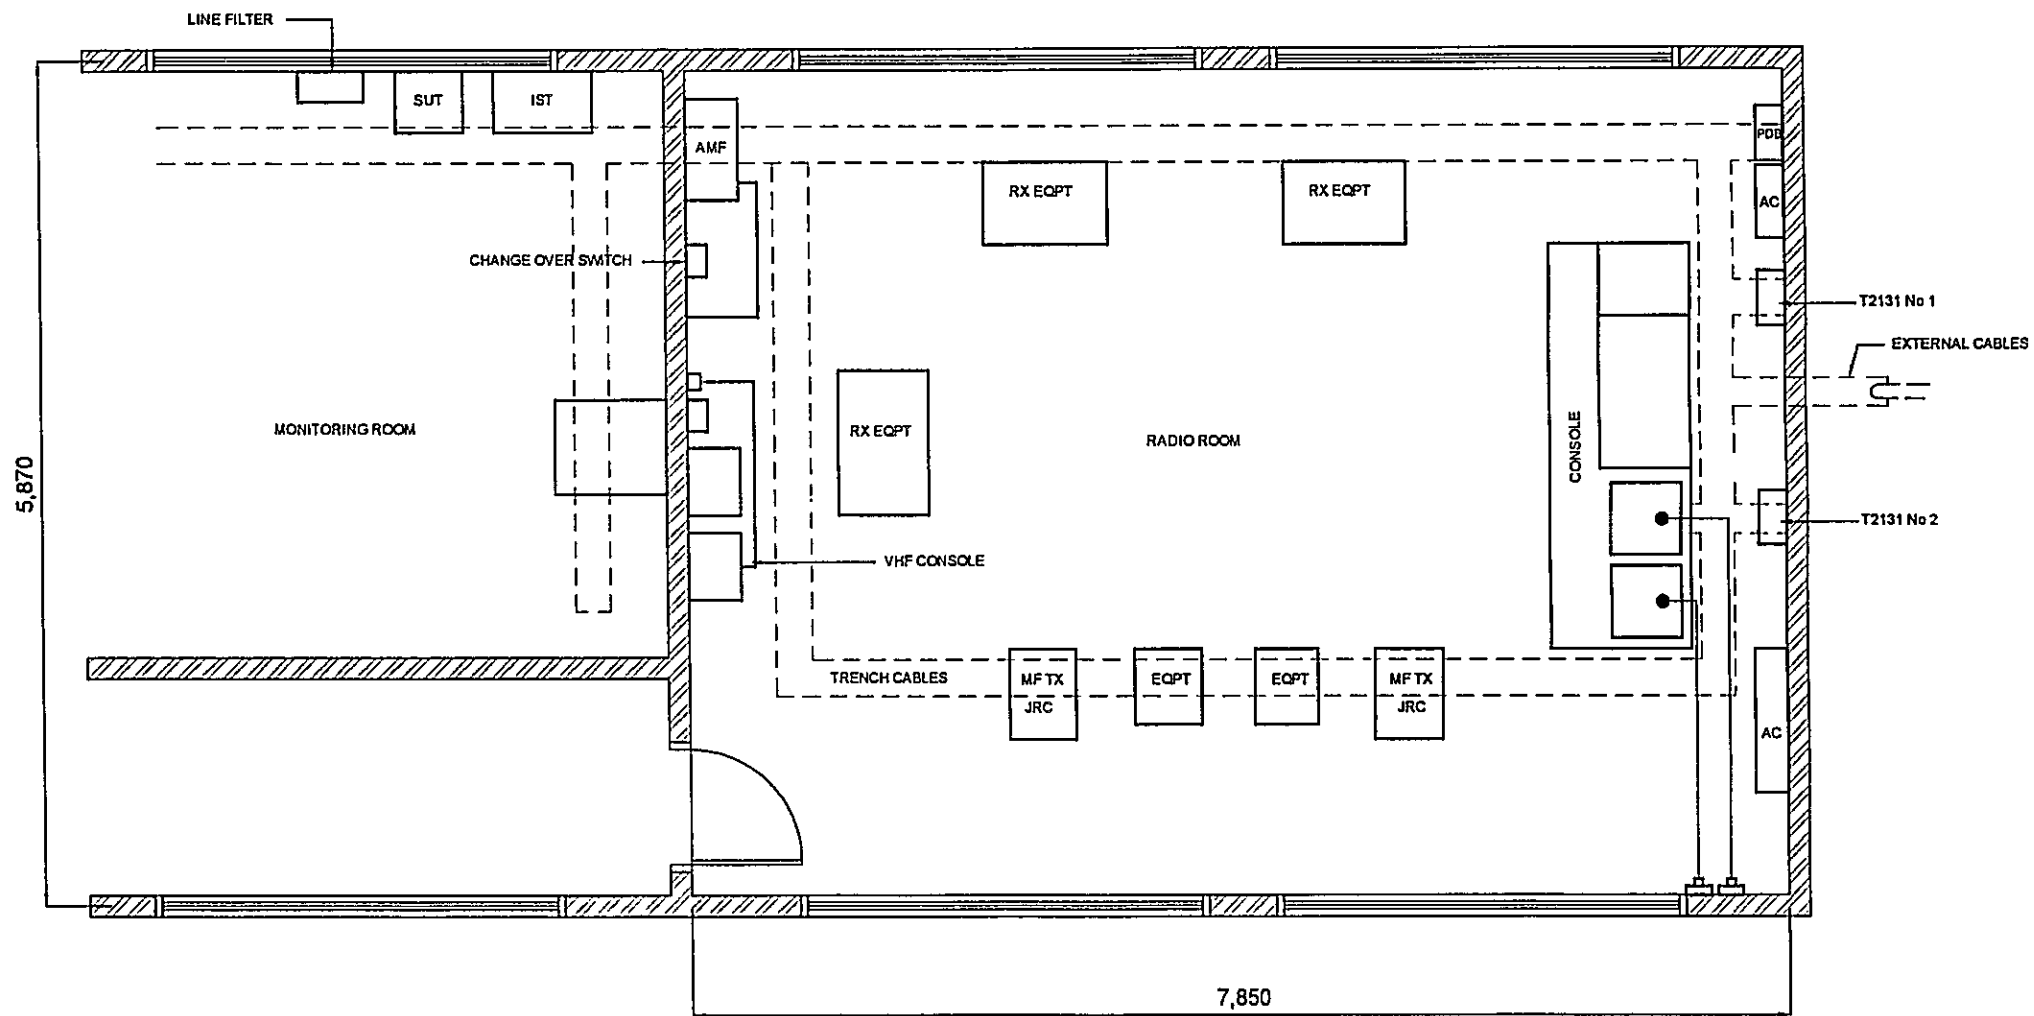 LINE FILTER
SUT
IST
AMF
PDB
RX EQPT
RX EQPT
AC
CHANGE OVER SWITCH
T2131 No 1
EXTERNAL CABLES
MONITORING ROOM
RX EQPT
RADIO ROOM
CONSOLE
5,870
T2131 No 2
VHF CONSOLE
TRENCH CABLES
MF TX
JRC
EQPT
EQPT
MF TX
JRC
AC
7,850